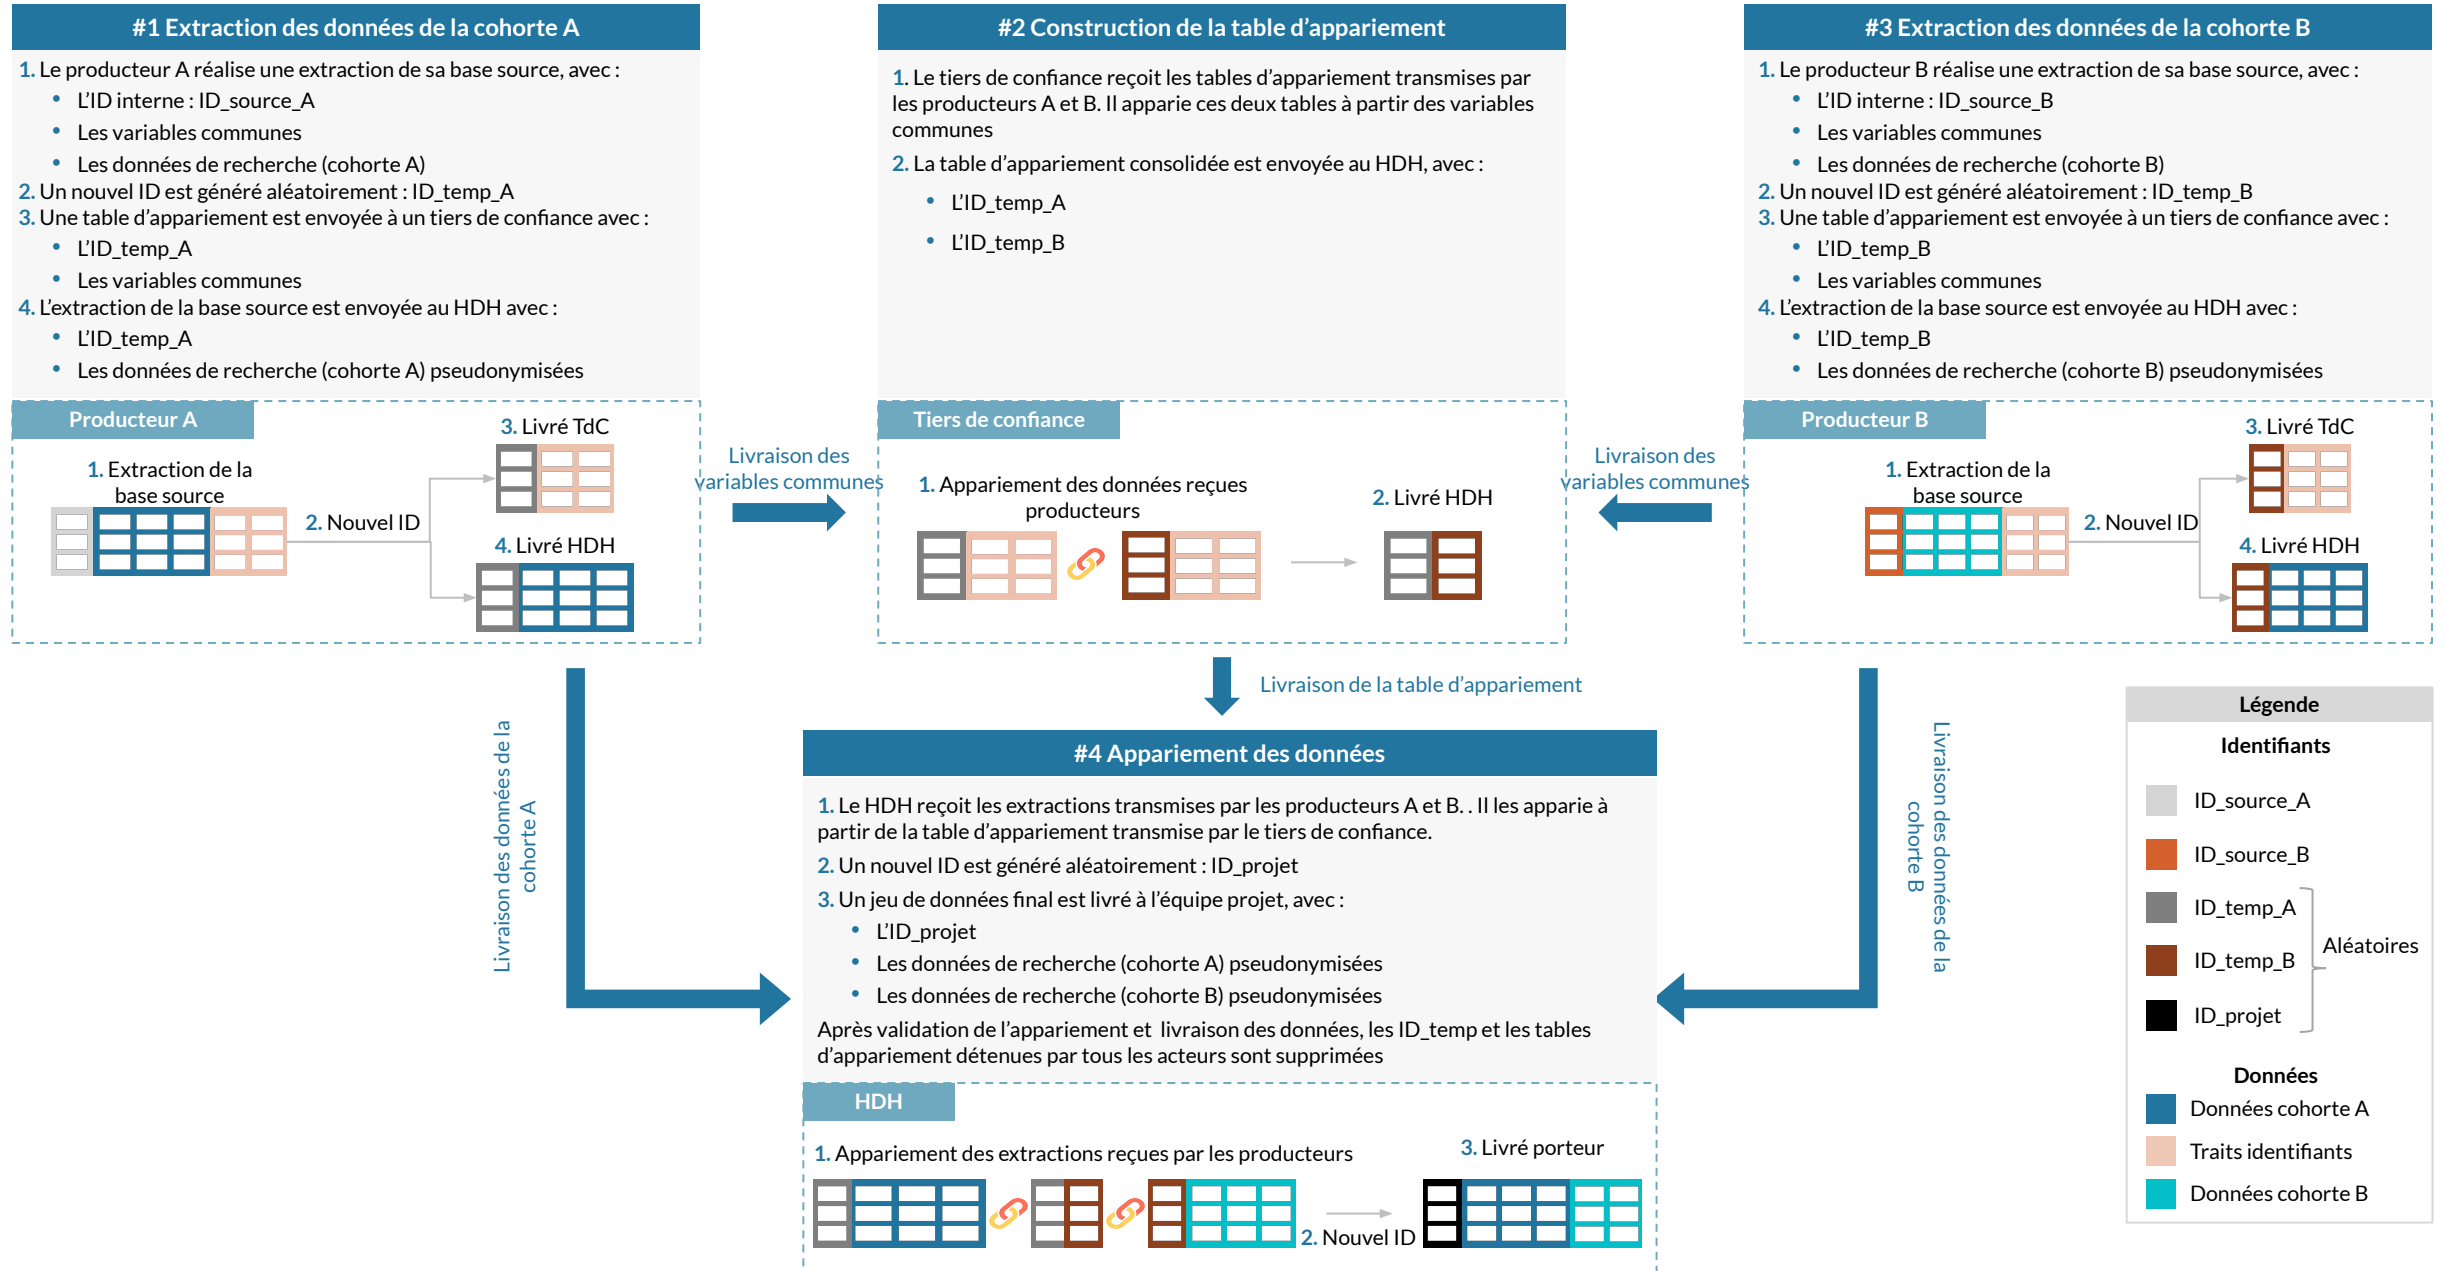 #1 Extraction des données de la cohorte A
1. Le producteur A réalise une extraction de sa base source, avec :
• L'ID interne : ID_source_A
• Les variables communes
• Les données de recherche (cohorte A)
2. Un nouvel ID est généré aléatoirement : ID_temp_A
3. Une table d'appariement est envoyée à un tiers de confiance avec :
• L'ID_temp_A
• Les variables communes
4. L'extraction de la base source est envoyée au HDH avec :
• L'ID_temp_A
• Les données de recherche (cohorte A) pseudonymisées
Producteur A
1. Extraction de la
base source
2. Nouvel ID
3. Livré TdC
4. Livré HDH
Livraison des
variables communes
#2 Construction de la table d'appariement
1. Le tiers de confiance reçoit les tables d'appariement transmises par
les producteurs A et B. Il apparie ces deux tables à partir des variables
communes
2. La table d'appariement consolidée est envoyée au HDH, avec :
• L'ID_temp_A
• L'ID_temp_B
Tiers de confiance
1. Appariement des données reçues
producteurs
2. Livré HDH
Livraison des
variables communes
#3 Extraction des données de la cohorte B
1. Le producteur B réalise une extraction de sa base source, avec :
• L'ID interne : ID_source_B
• Les variables communes
• Les données de recherche (cohorte B)
2. Un nouvel ID est généré aléatoirement : ID_temp_B
3. Une table d'appariement est envoyée à un tiers de confiance avec :
• L'ID_temp_B
• Les variables communes
4. L'extraction de la base source est envoyée au HDH avec :
• L'ID_temp_B
• Les données de recherche (cohorte B) pseudonymisées
Producteur B
1. Extraction de la
base source
2. Nouvel ID
3. Livré TdC
4. Livré HDH
Livraison des données de la
cohorte A
Livraison de la table d'appariement
Livraison des données de la
cohorte B
#4 Appariement des données
1. Le HDH reçoit les extractions transmises par les producteurs A et B. . Il les apparie à
partir de la table d'appariement transmise par le tiers de confiance.
2. Un nouvel ID est généré aléatoirement : ID_projet
3. Un jeu de données final est livré à l'équipe projet, avec :
• L'ID_projet
• Les données de recherche (cohorte A) pseudonymisées
• Les données de recherche (cohorte B) pseudonymisées
Après validation de l'appariement et livraison des données, les ID_temp et les tables
d'appariement détenues par tous les acteurs sont supprimées
HDH
1. Appariement des extractions reçues par les producteurs
2. Nouvel ID
3. Livré porteur
Légende
Identifiants
ID_source_A
ID_source_B
ID_temp_A
ID_temp_B
ID_projet
Aléatoires
Données
Données cohorte A
Traits identifiants
Données cohorte B